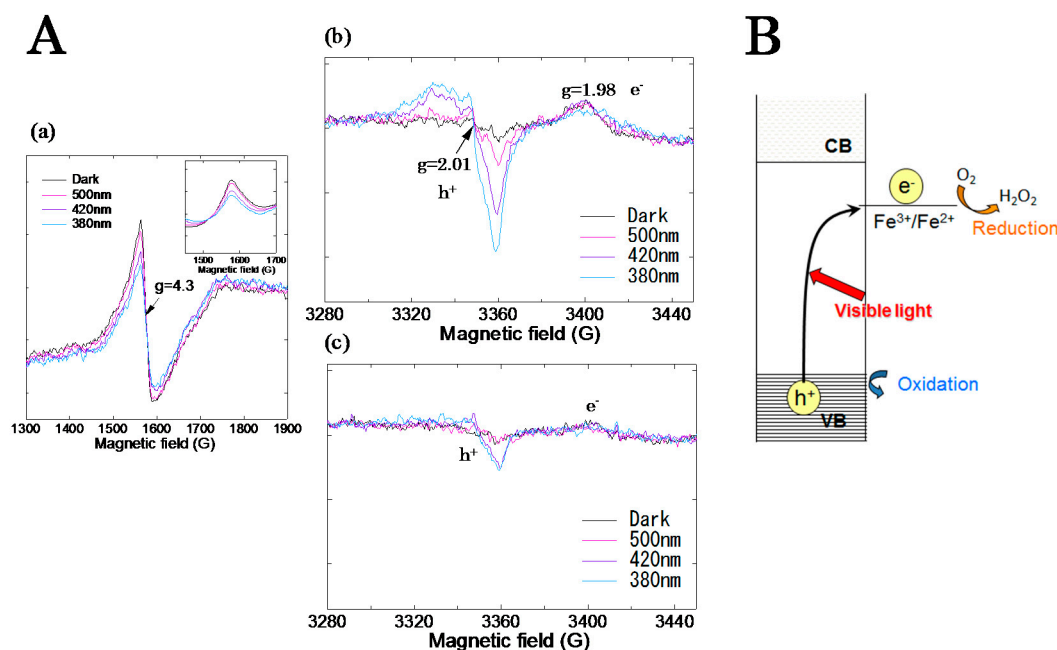 A
(a)
Dark
500nm
420nm
380nm
1500 1600 1700
Magnetic field (G)
g=4.3
1300 1400 1500 1600 1700 1800 1900
Magnetic field (G)
(b)
g=1.98 e⁻
g=2.01
h⁺
Dark
500nm
420nm
380nm
3280 3320 3360 3400 3440
Magnetic field (G)
(c)
e⁻
h⁺
Dark
500nm
420nm
380nm
3280 3320 3360 3400 3440
Magnetic field (G)
B
CB
e⁻
O₂
H₂O₂
Fe³⁺/Fe²⁺
Reduction
Visible light
h⁺
Oxidation
VB